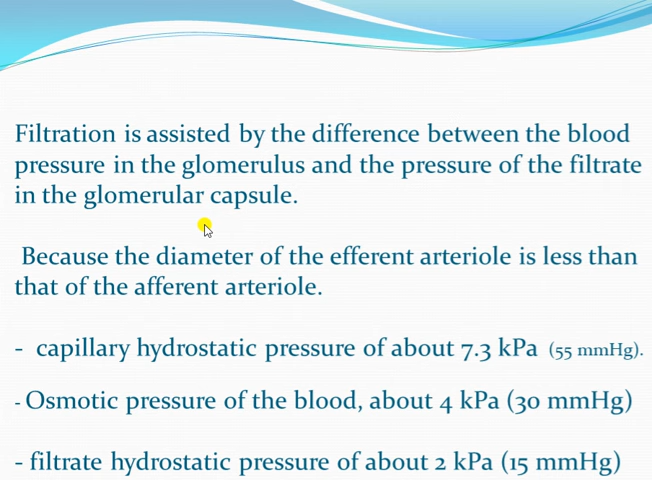 Filtration is assisted by the difference between the blood
pressure in the glomerulus and the pressure of the filtrate
in the glomerular capsule.
Because the diameter of the efferent arteriole is less than
that of the afferent arteriole.
- capillary hydrostatic pressure of about 7.3 kPa (55 mmHg).
- Osmotic pressure of the blood, about 4 kPa (30 mmHg)
- filtrate hydrostatic pressure of about 2 kPa (15 mmHg)